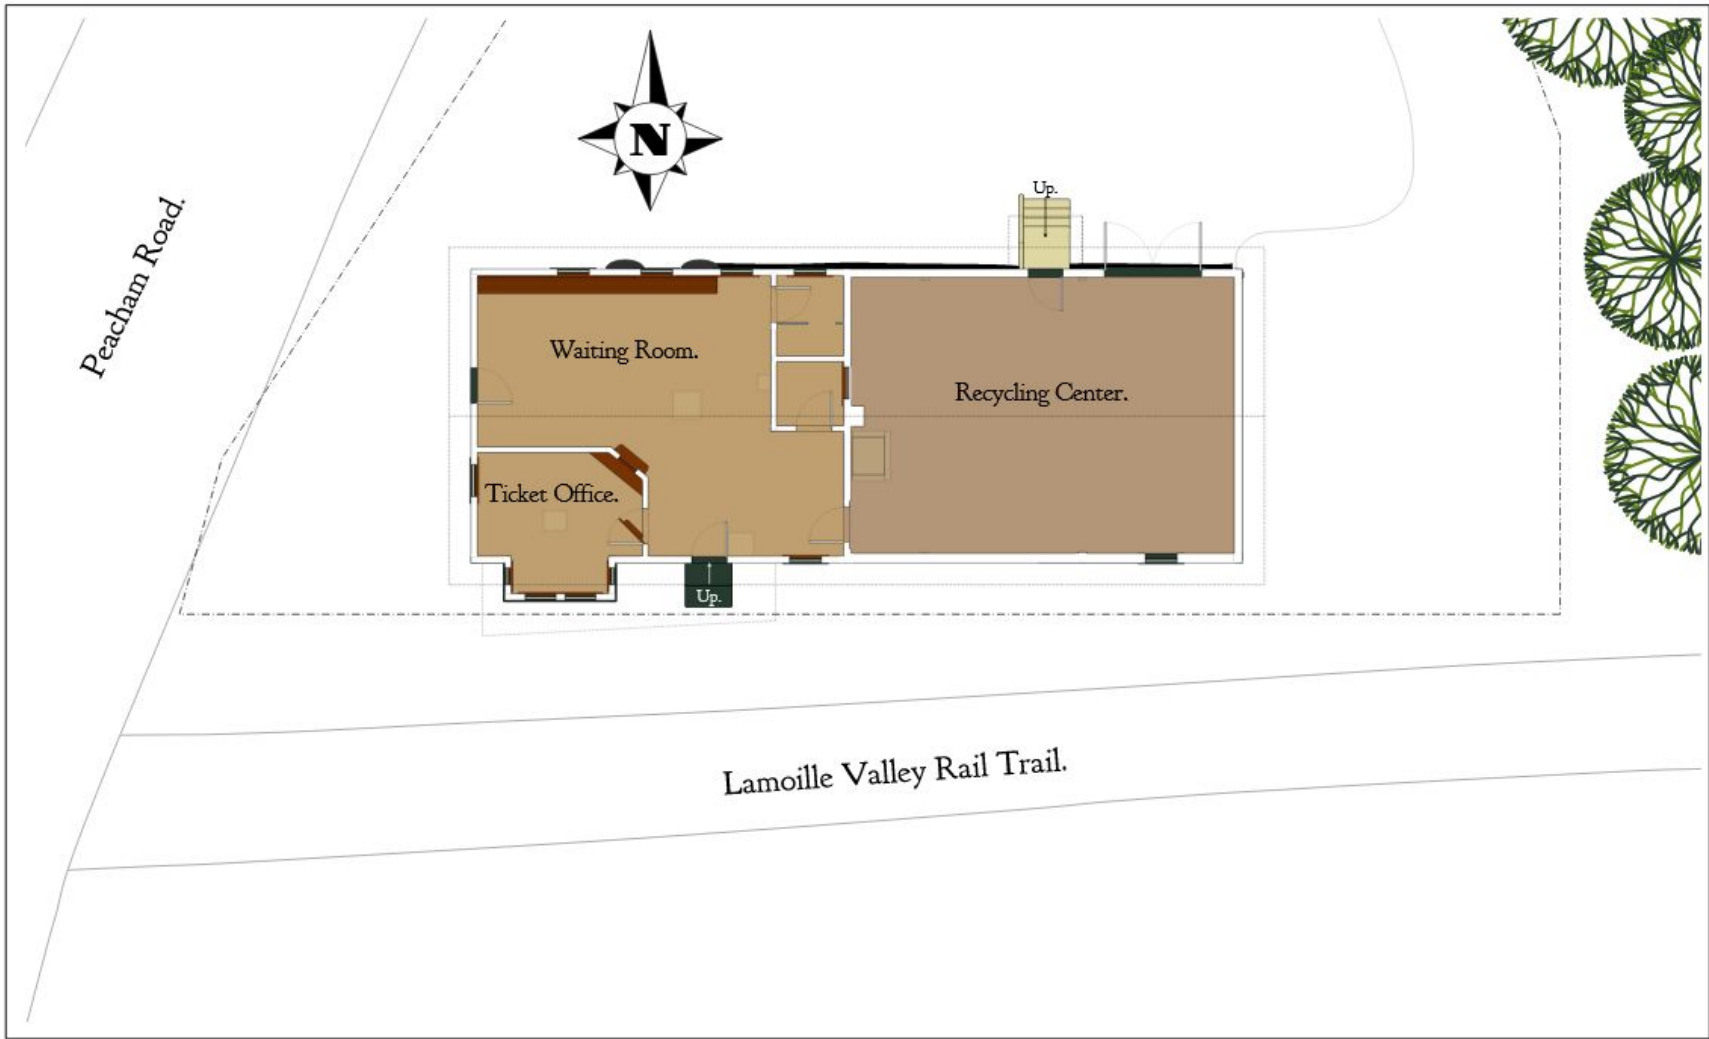 N
Up.
Peacham Road.
Waiting Room.
Recycling Center.
Ticket Office.
Up.
Lamoille Valley Rail Trail.